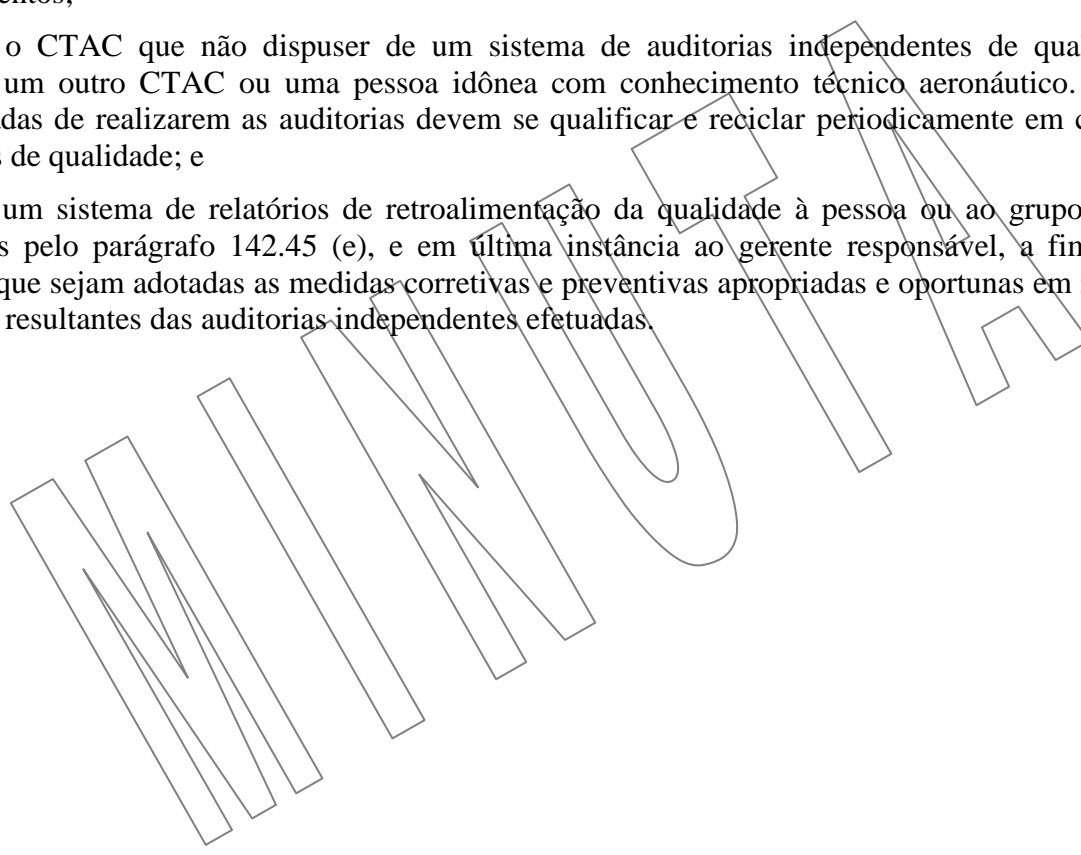 entos;
o CTAC que não dispuser de um sistema de auditorias independentes de qual
um outro CTAC ou uma pessoa idônea com conhecimento técnico aeronáutico.
adas de realizarem as auditorias devem se qualificar e reciclar periodicamente em
s de qualidade; e
um sistema de relatórios de retroalimentação da qualidade à pessoa ou ao grupo
s pelo parágrafo 142.45 (e), e em última instância ao gerente responsável, a fim
que sejam adotadas as medidas corretivas e preventivas apropriadas e oportunas em
resultantes das auditorias independentes efetuadas.
MINUTA